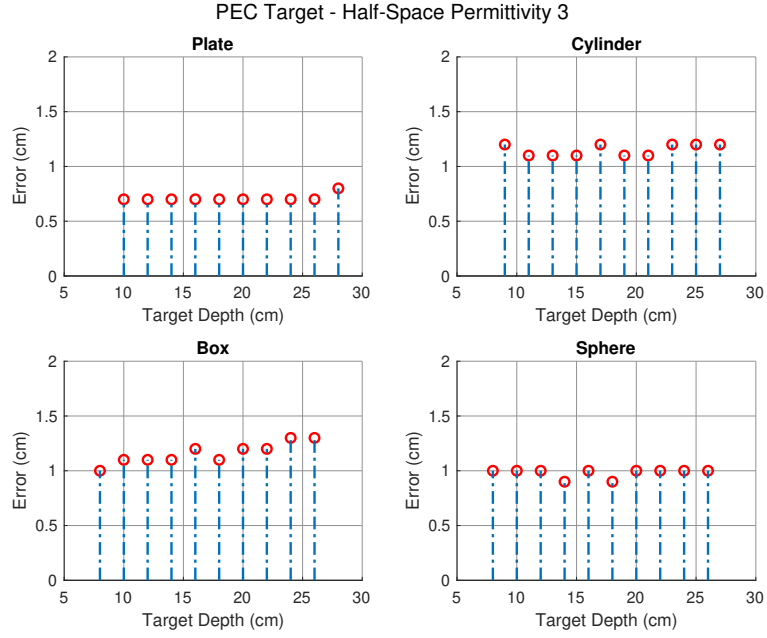 PEC Target - Half-Space Permittivity 3
Plate
Error (cm)
2
1.5
1
0.5
0
5 10 15 20 25 30
Target Depth (cm)
Cylinder
Error (cm)
2
1.5
1
0.5
0
5 10 15 20 25 30
Target Depth (cm)
Box
Error (cm)
2
1.5
1
0.5
0
5 10 15 20 25 30
Target Depth (cm)
Sphere
Error (cm)
2
1.5
1
0.5
0
5 10 15 20 25 30
Target Depth (cm)